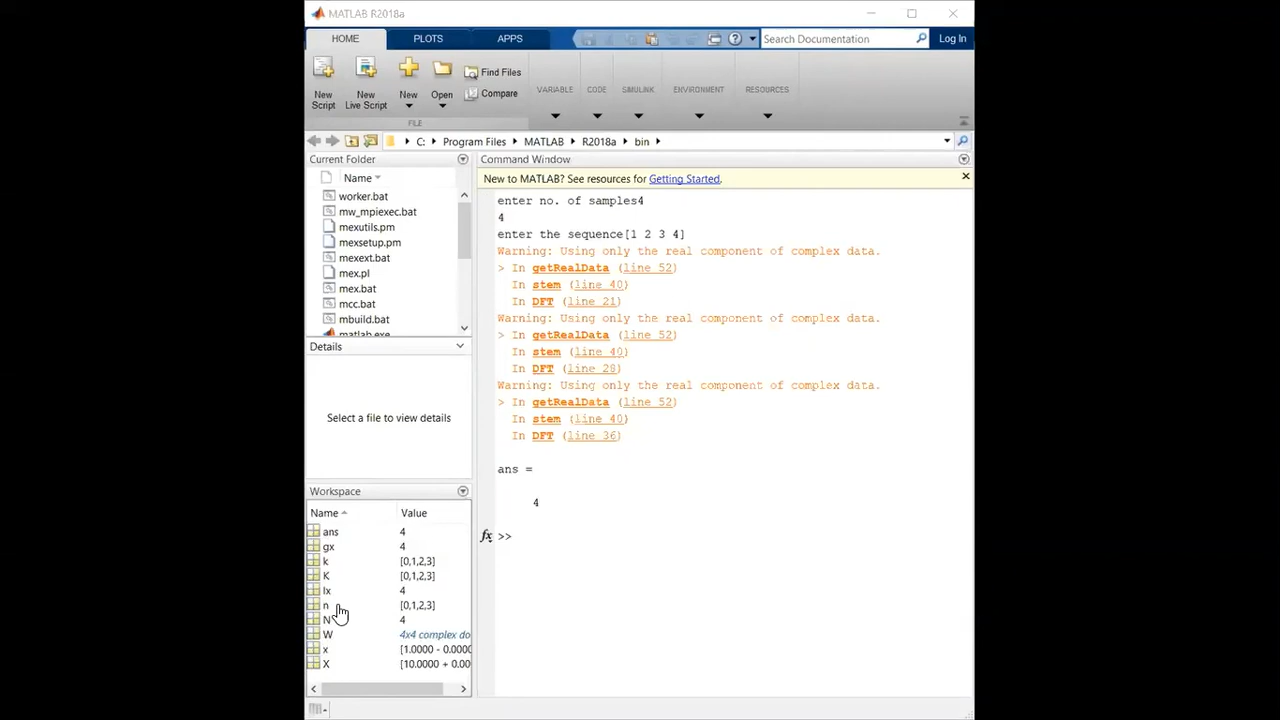 MATLAB R2018a
HOME PLOTS APPS
Search Documentation
Log In
New Script
New Live Script
New
Open
Find Files
Compare
FILE
VARIABLE
CODE
SIMULINK
ENVIRONMENT
RESOURCES
C: Program Files MATLAB R2018a bin
Current Folder
Name
worker.bat
mw_mpiexec.bat
mexutils.pm
mexsetup.pm
mexext.bat
mex.pl
mex.bat
mcc.bat
mbuild.bat
matlab.exe
Details
Select a file to view details
Workspace
Name Value
ans 4
gx 4
k [0,1,2,3]
K [0,1,2,3]
lx 4
n [0,1,2,3]
N 4
W 4x4 complex do
x [1.0000 - 0.0000
X [10.0000 + 0.00
Command Window
New to MATLAB? See resources for Getting Started.
enter no. of samples4
4
enter the sequence[1 2 3 4]
Warning: Using only the real component of complex data.
> In getRealData (line 52)
In stem (line 40)
In DFT (line 21)
Warning: Using only the real component of complex data.
> In getRealData (line 52)
In stem (line 40)
In DFT (line 28)
Warning: Using only the real component of complex data.
> In getRealData (line 52)
In stem (line 40)
In DFT (line 36)
ans =
4
fx >>